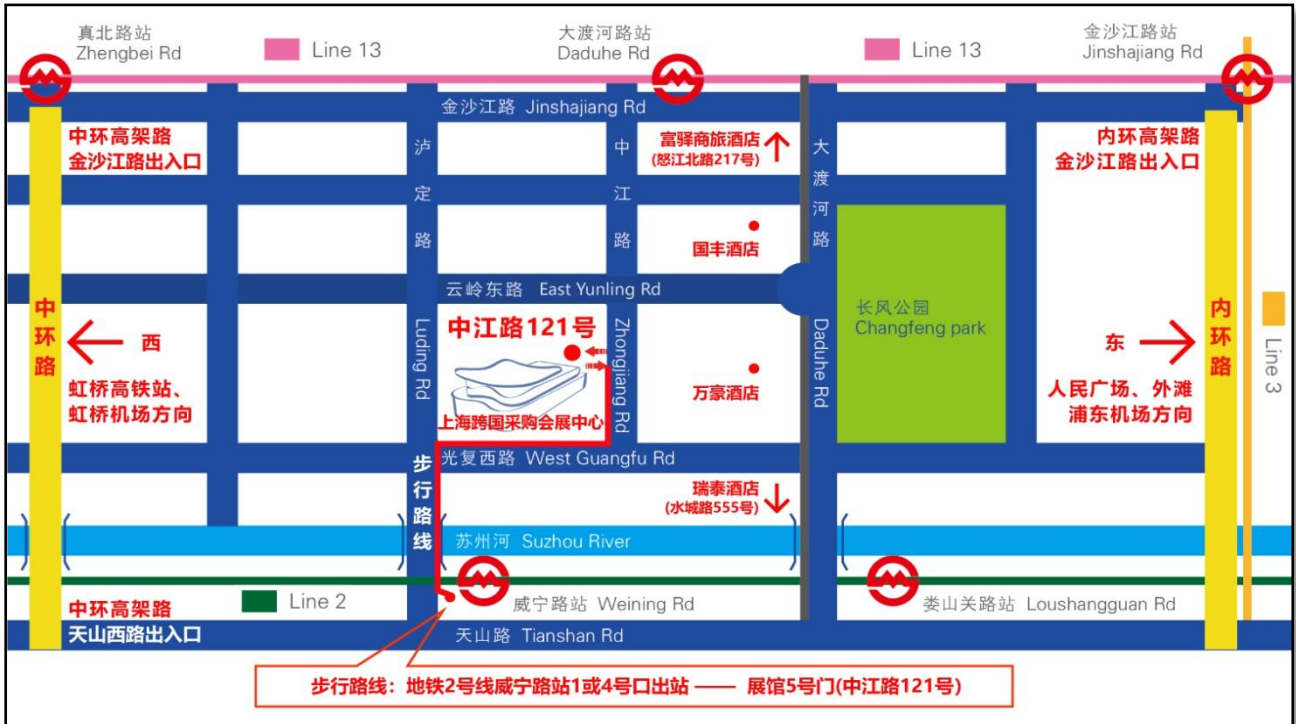 真北路站
Zhengbei Rd
Line 13
大渡河路站
Daduhe Rd
Line 13
金沙江路站
Jinshajiang Rd
金沙江路 Jinshajiang Rd
中环高架路
金沙江路出入口
泸定路
中江路
富驿商旅酒店
(怒江北路217号)
大渡河路
内环高架路
金沙江路出入口
国丰酒店
云岭东路 East Yunling Rd
中环路
西
虹桥高铁站、
虹桥机场方向
Luding Rd
中江路121号
上海跨国采购会展中心
Zhongjiang Rd
万豪酒店
Daduhe Rd
长风公园
Changfeng park
东
人民广场、外滩
浦东机场方向
内环路
Line 3
步行路线
光复西路 West Guangfu Rd
瑞泰酒店
(水城路555号)
苏州河 Suzhou River
Line 2
威宁路站 Weining Rd
娄山关路站 Loushangguan Rd
中环高架路
天山西路出入口
天山路 Tianshan Rd
步行路线：地铁2号线威宁路站1或4号口出站 —— 展馆5号门(中江路121号)